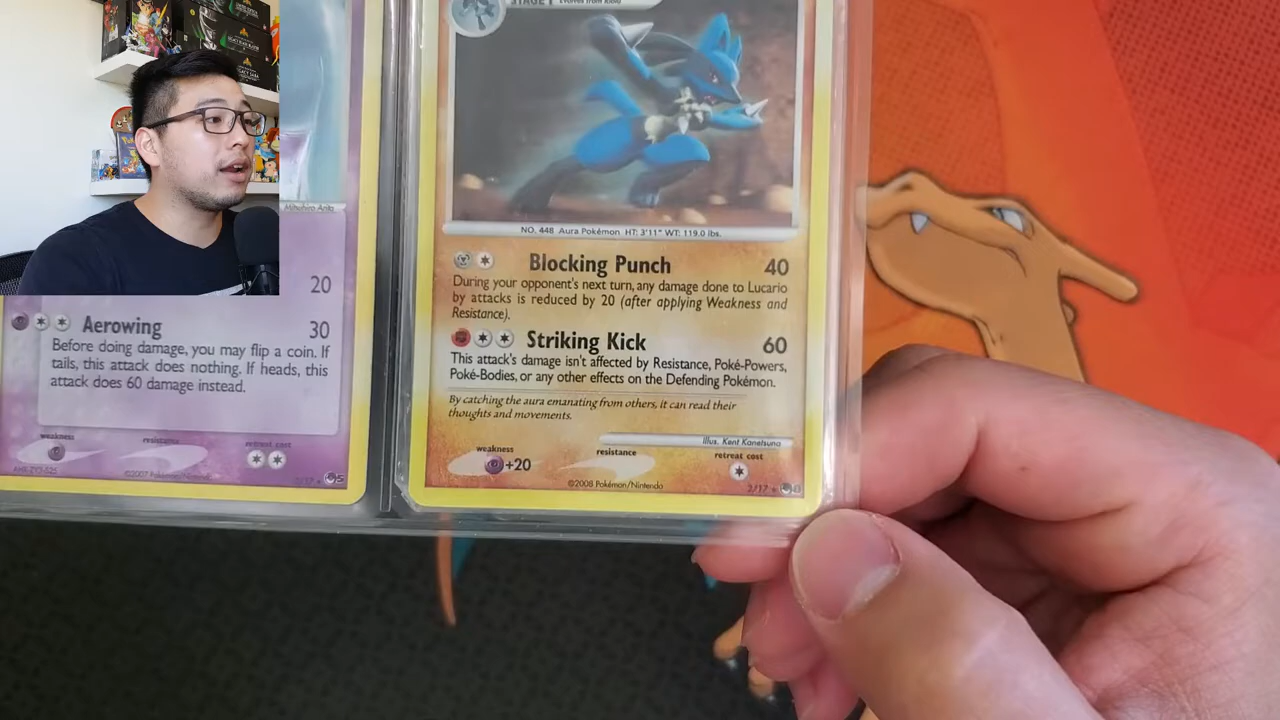 STAGE 1 Evolves from Riolu
NO. 448 Aura Pokémon HT: 3'11" WT: 119.0 lbs.
Blocking Punch 40
During your opponent's next turn, any damage done to Lucario
by attacks is reduced by 20 (after applying Weakness and
Resistance).
Striking Kick 60
This attack's damage isn't affected by Resistance, Poké-Powers,
Poké-Bodies, or any other effects on the Defending Pokémon.
By catching the aura emanating from others, it can read their
thoughts and movements.
Illus. Kent Kanetsuna
weakness resistance retreat cost
+20
©2008 Pokémon/Nintendo 2/17
Mitsuhiro Arita
20
Aerowing 30
Before doing damage, you may flip a coin. If
tails, this attack does nothing. If heads, this
attack does 60 damage instead.
weakness resistance retreat cost
©2007 Pokémon/Nintendo